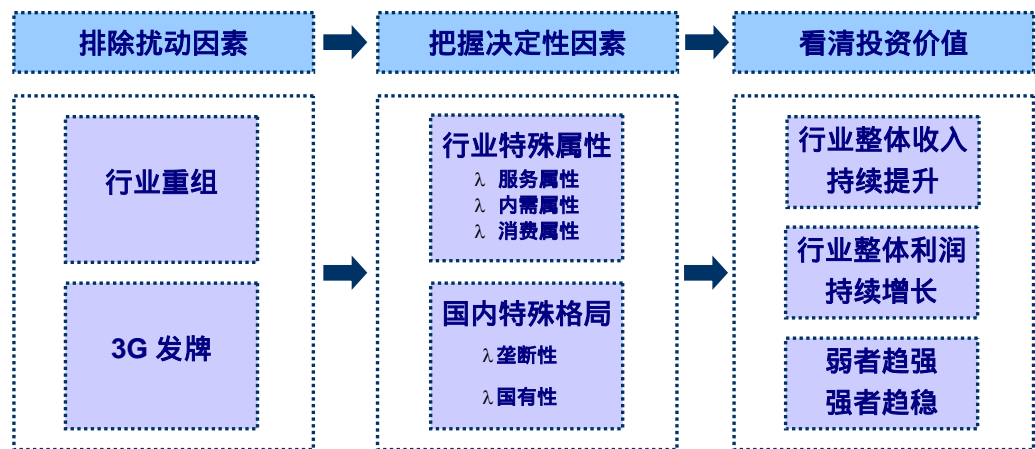 排除扰动因素
把握决定性因素
看清投资价值
行业重组
3G 发牌
行业特殊属性
λ 服务属性
λ 内需属性
λ 消费属性
国内特殊格局
λ 垄断性
λ 国有性
行业整体收入
持续提升
行业整体利润
持续增长
弱者趋强
强者趋稳